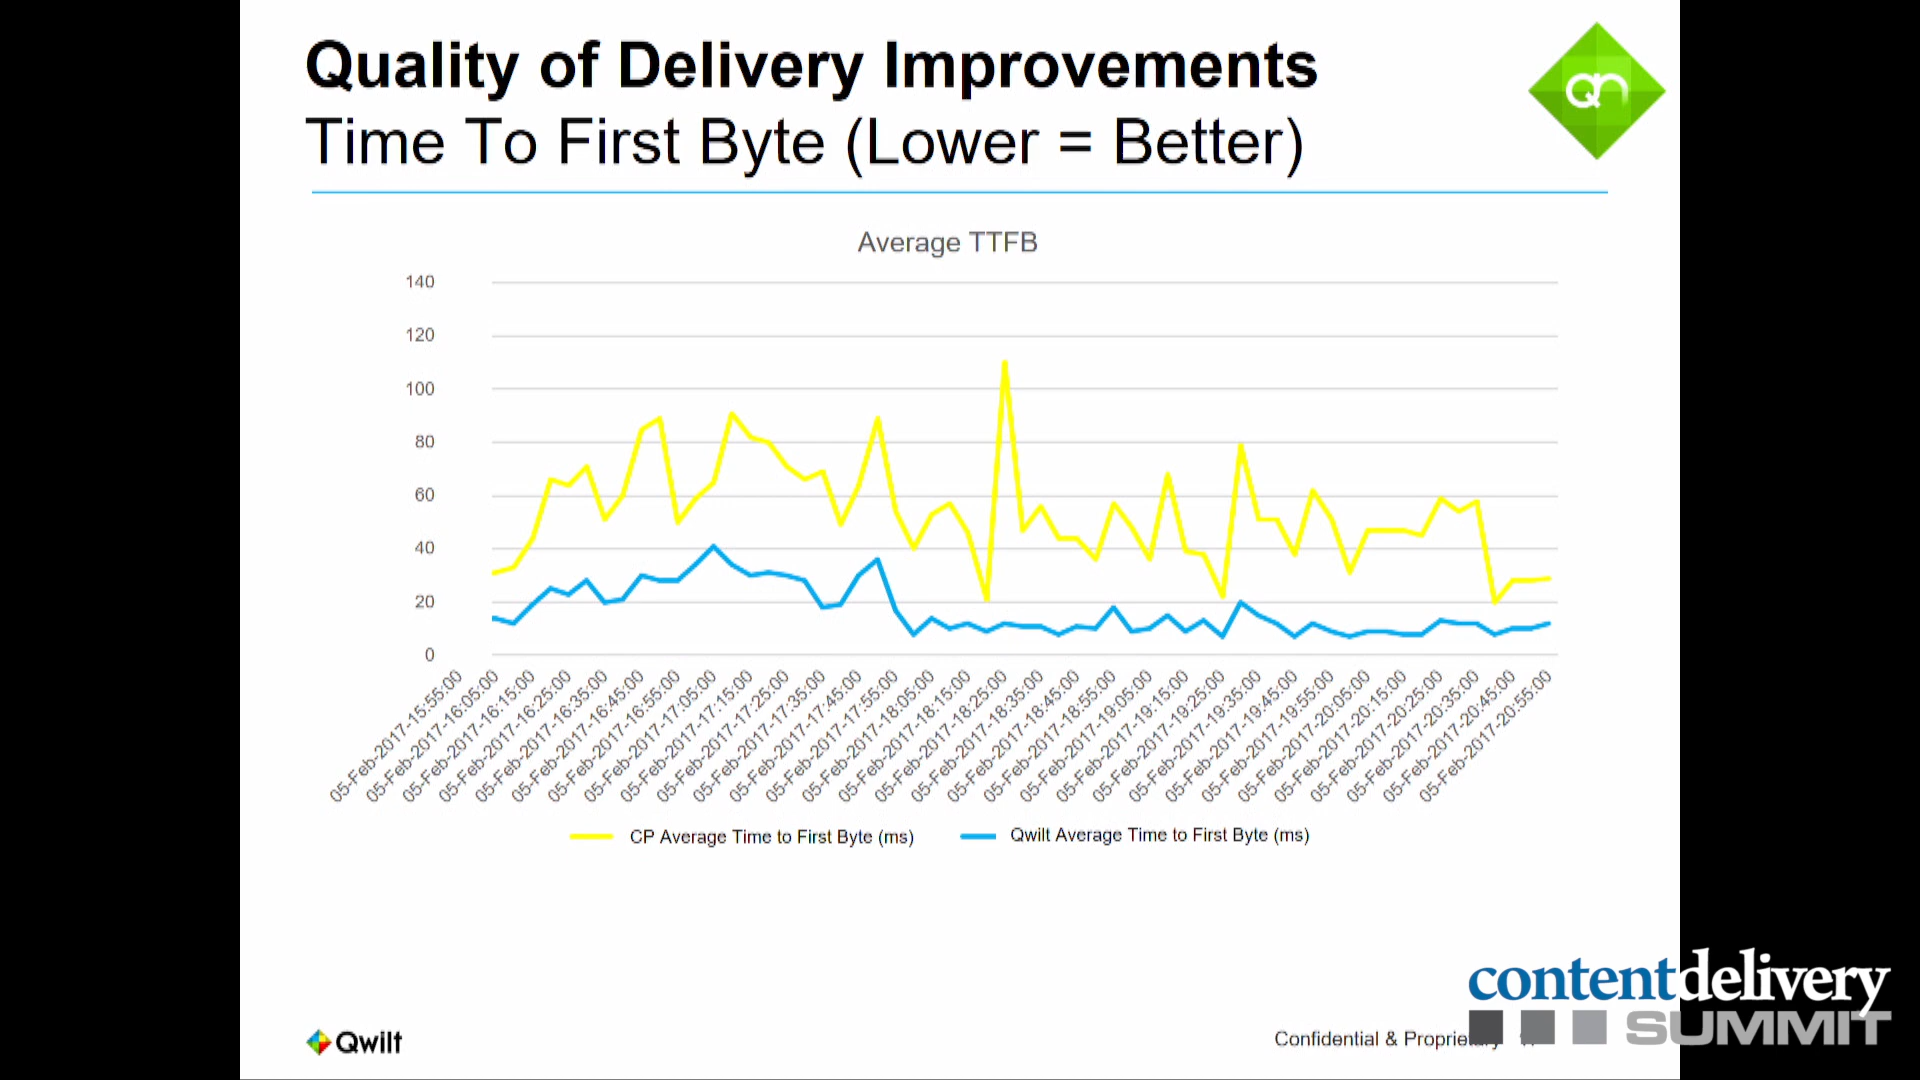 Quality of Delivery Improvements
Time To First Byte (Lower = Better)
Qn
Average TTFB
140
120
100
80
60
40
20
0
05-Feb-2017-15:55:00
05-Feb-2017-16:05:00
05-Feb-2017-16:15:00
05-Feb-2017-16:25:00
05-Feb-2017-16:35:00
05-Feb-2017-16:45:00
05-Feb-2017-16:55:00
05-Feb-2017-17:05:00
05-Feb-2017-17:15:00
05-Feb-2017-17:25:00
05-Feb-2017-17:35:00
05-Feb-2017-17:45:00
05-Feb-2017-17:55:00
05-Feb-2017-18:05:00
05-Feb-2017-18:15:00
05-Feb-2017-18:25:00
05-Feb-2017-18:35:00
05-Feb-2017-18:45:00
05-Feb-2017-18:55:00
05-Feb-2017-19:05:00
05-Feb-2017-19:15:00
05-Feb-2017-19:25:00
05-Feb-2017-19:35:00
05-Feb-2017-19:45:00
05-Feb-2017-19:55:00
05-Feb-2017-20:05:00
05-Feb-2017-20:15:00
05-Feb-2017-20:25:00
05-Feb-2017-20:35:00
05-Feb-2017-20:45:00
05-Feb-2017-20:55:00
CP Average Time to First Byte (ms)
Qwilt Average Time to First Byte (ms)
contentdelivery
SUMMIT
Qwilt
Confidential &